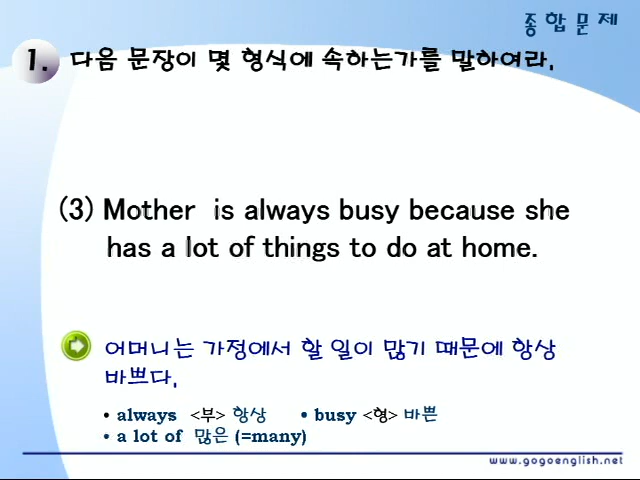 종합문제
1. 다음 문장이 몇 형식에 속하는가를 말하여라.
(3) Mother is always busy because she
has a lot of things to do at home.
어머니는 가정에서 할 일이 많기 때문에 항상
바쁘다.
• always <부> 항상 • busy <형> 바쁜
• a lot of 많은 (=many)
www.gogoenglish.net